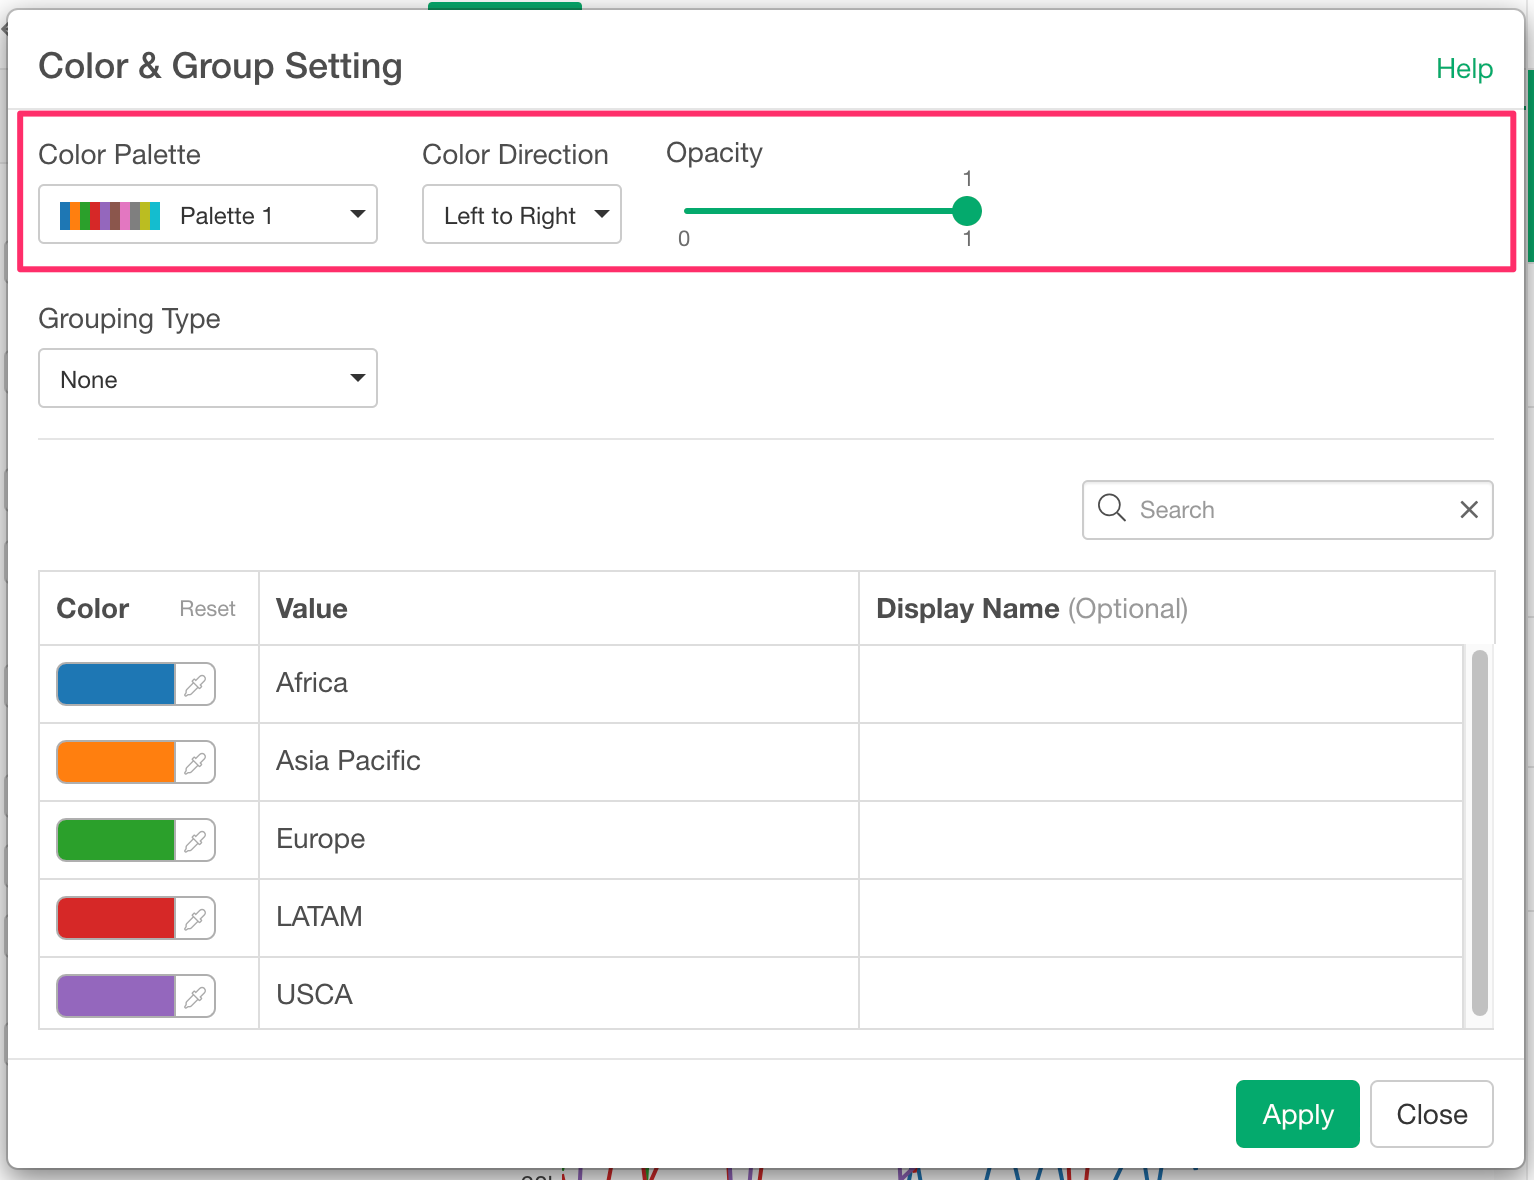 Color & Group Setting
Help
Color Palette
Color Direction
Opacity
1
Palette 1
Left to Right
0
1
Grouping Type
None
Search
Color
Reset
Value
Display Name (Optional)
Africa
Asia Pacific
Europe
LATAM
USCA
Apply
Close